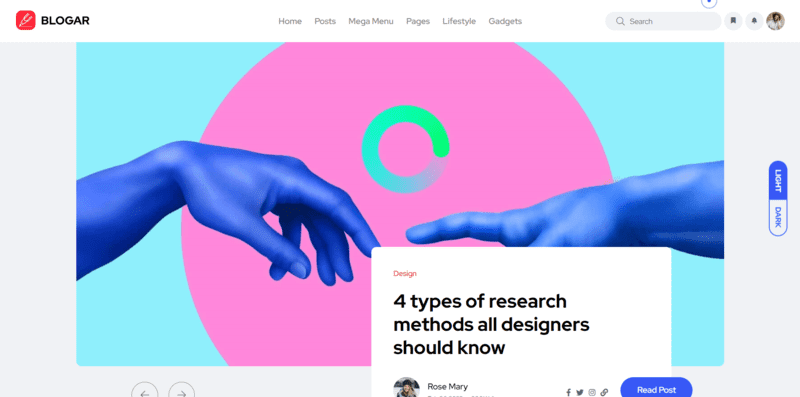 BLOGAR
Home Posts Mega Menu Pages Lifestyle Gadgets
Search
LIGHT
DARK
Design
4 types of research
methods all designers
should know
Rose Mary
Read Post